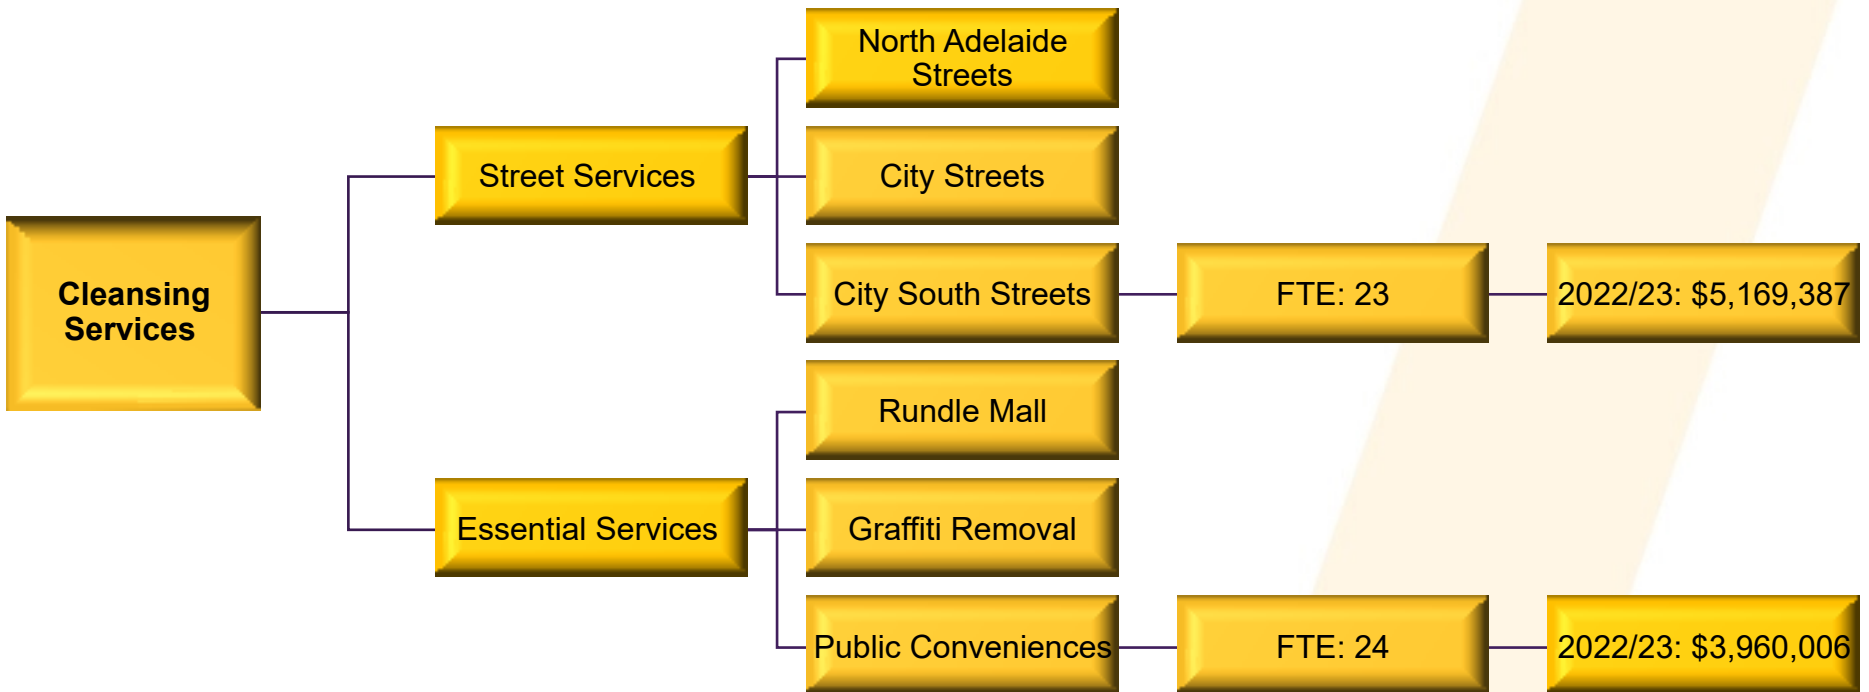 North Adelaide
Streets
Street Services
City Streets
Cleansing
Services
City South Streets
FTE: 23
2022/23: $5,169,387
Rundle Mall
Essential Services
Graffiti Removal
Public Conveniences
FTE: 24
2022/23: $3,960,006